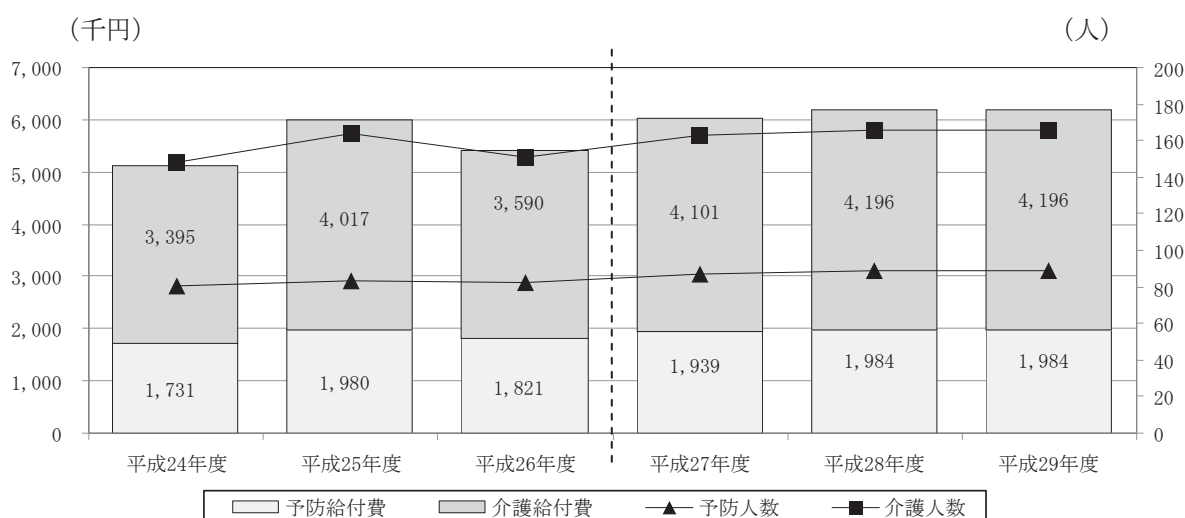 （千円） （人）
7,000 200
180
6,000
160
5,000 140
4,017 3,590 4,101 4,196 4,196
3,395
4,000 120
100
3,000
80
2,000 60
1,731 1,980 1,821 1,939 1,984 1,984
1,000 40
20
0 0
平成24年度 平成25年度 平成26年度 平成27年度 平成28年度 平成29年度
予防給付費 介護給付費 予防人数 介護人数